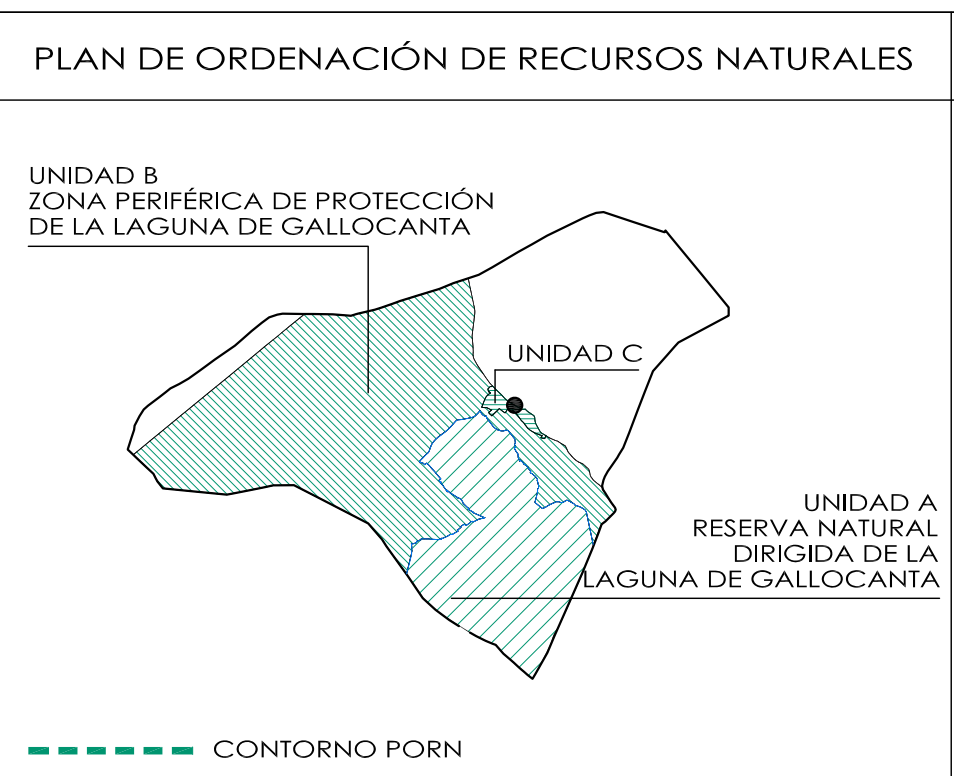 PLAN DE ORDENACIÓN DE RECURSOS NATURALES
UNIDAD B
ZONA PERIFÉRICA DE PROTECCIÓN
DE LA LAGUNA DE GALLOCANTA
UNIDAD C
UNIDAD A
RESERVA NATURAL
DIRIGIDA DE LA
LAGUNA DE GALLOCANTA
CONTORNO PORN